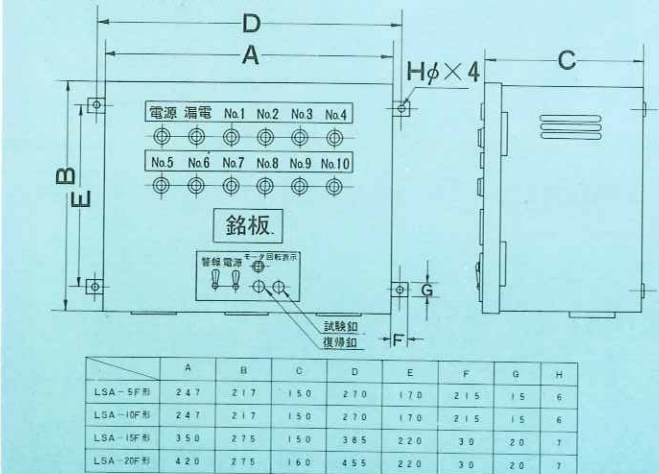 D
A
C
Hφ×4
電源 漏電 No.1 No.2 No.3 No.4
B
E
No.5 No.6 No.7 No.8 No.9 No.10
銘板.
警報 電源 モータ回転表示
G
F
試験釦
復帰釦
A B C D E F G H
LSA-5F形 247 217 150 270 170 215 15 6
LSA-10F形 247 217 150 270 170 215 15 6
LSA-15F形 350 275 150 385 220 30 20 7
LSA-20F形 420 275 160 455 220 30 20 7